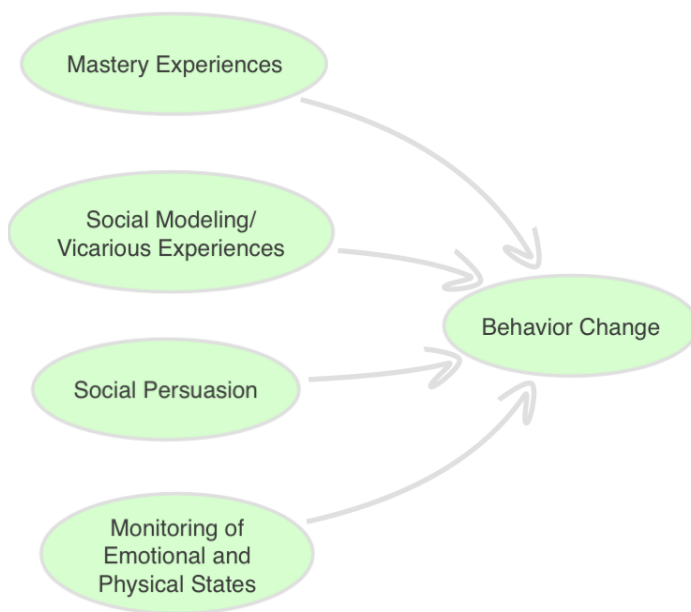 Mastery Experiences
Social Modeling/
Vicarious Experiences
Behavior Change
Social Persuasion
Monitoring of
Emotional and
Physical States